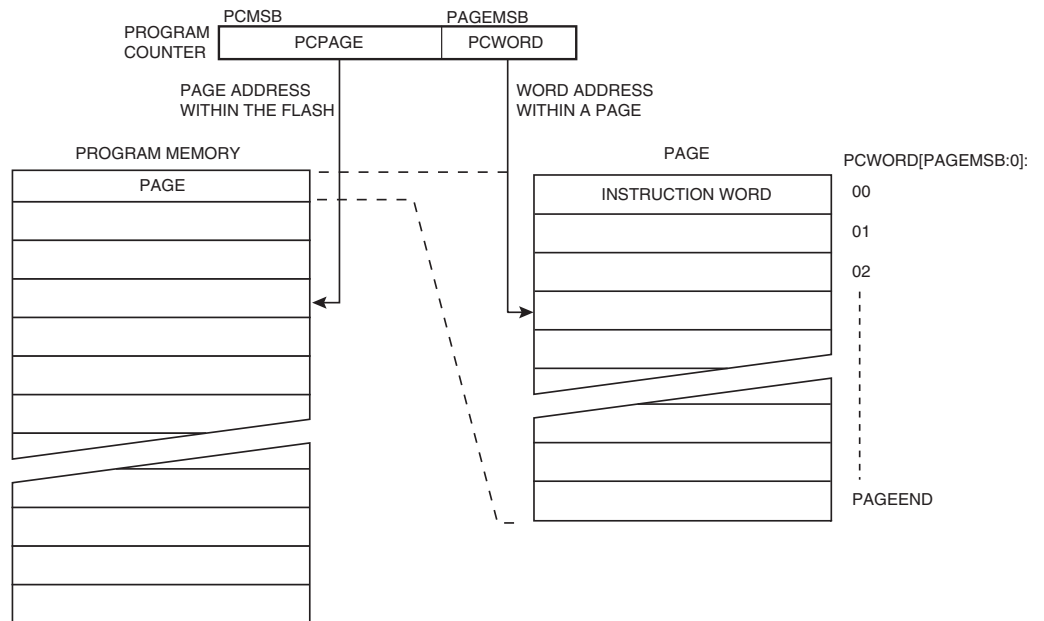 PCMSB
PAGEMSB
PROGRAM
COUNTER
PCPAGE
PCWORD
PAGE ADDRESS
WITHIN THE FLASH
WORD ADDRESS
WITHIN A PAGE
PROGRAM MEMORY
PAGE
PAGE
INSTRUCTION WORD
PCWORD[PAGEMSB:0]:
00
01
02
PAGEEND